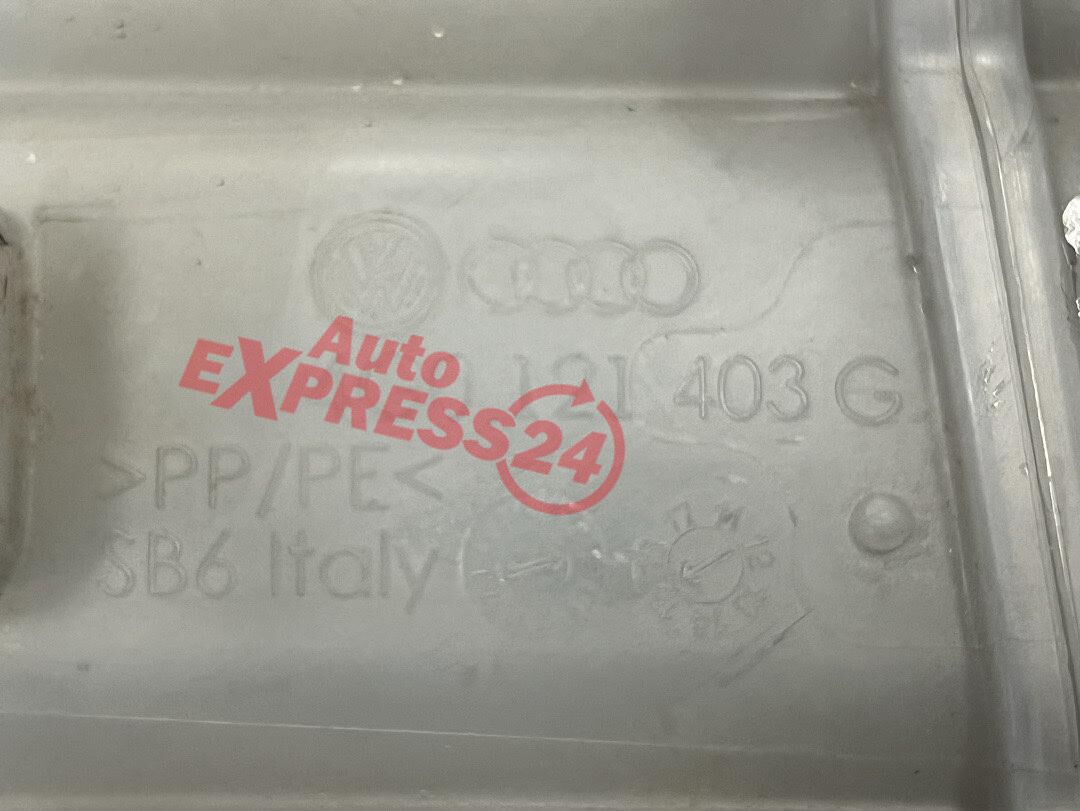 Auto
EXPRESS24
121 403 G
>PP/PE<
SB6 Italy